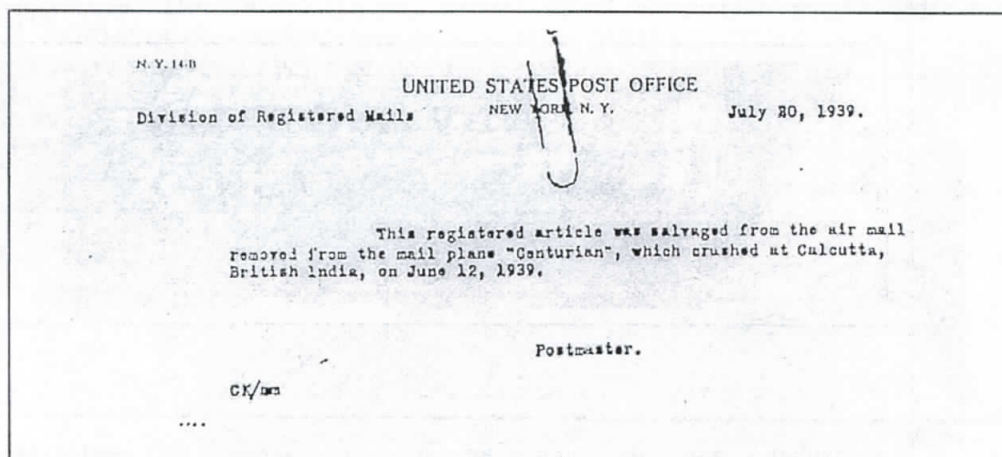 N. Y. 14-B
UNITED STATES POST OFFICE
NEW YORK, N. Y.
Division of Registered Mails
July 20, 1939.
This registered article was salvaged from the air mail
removed from the mail plane "Centurian", which crashed at Calcutta,
British India, on June 12, 1939.
Postmaster.
CK/
....